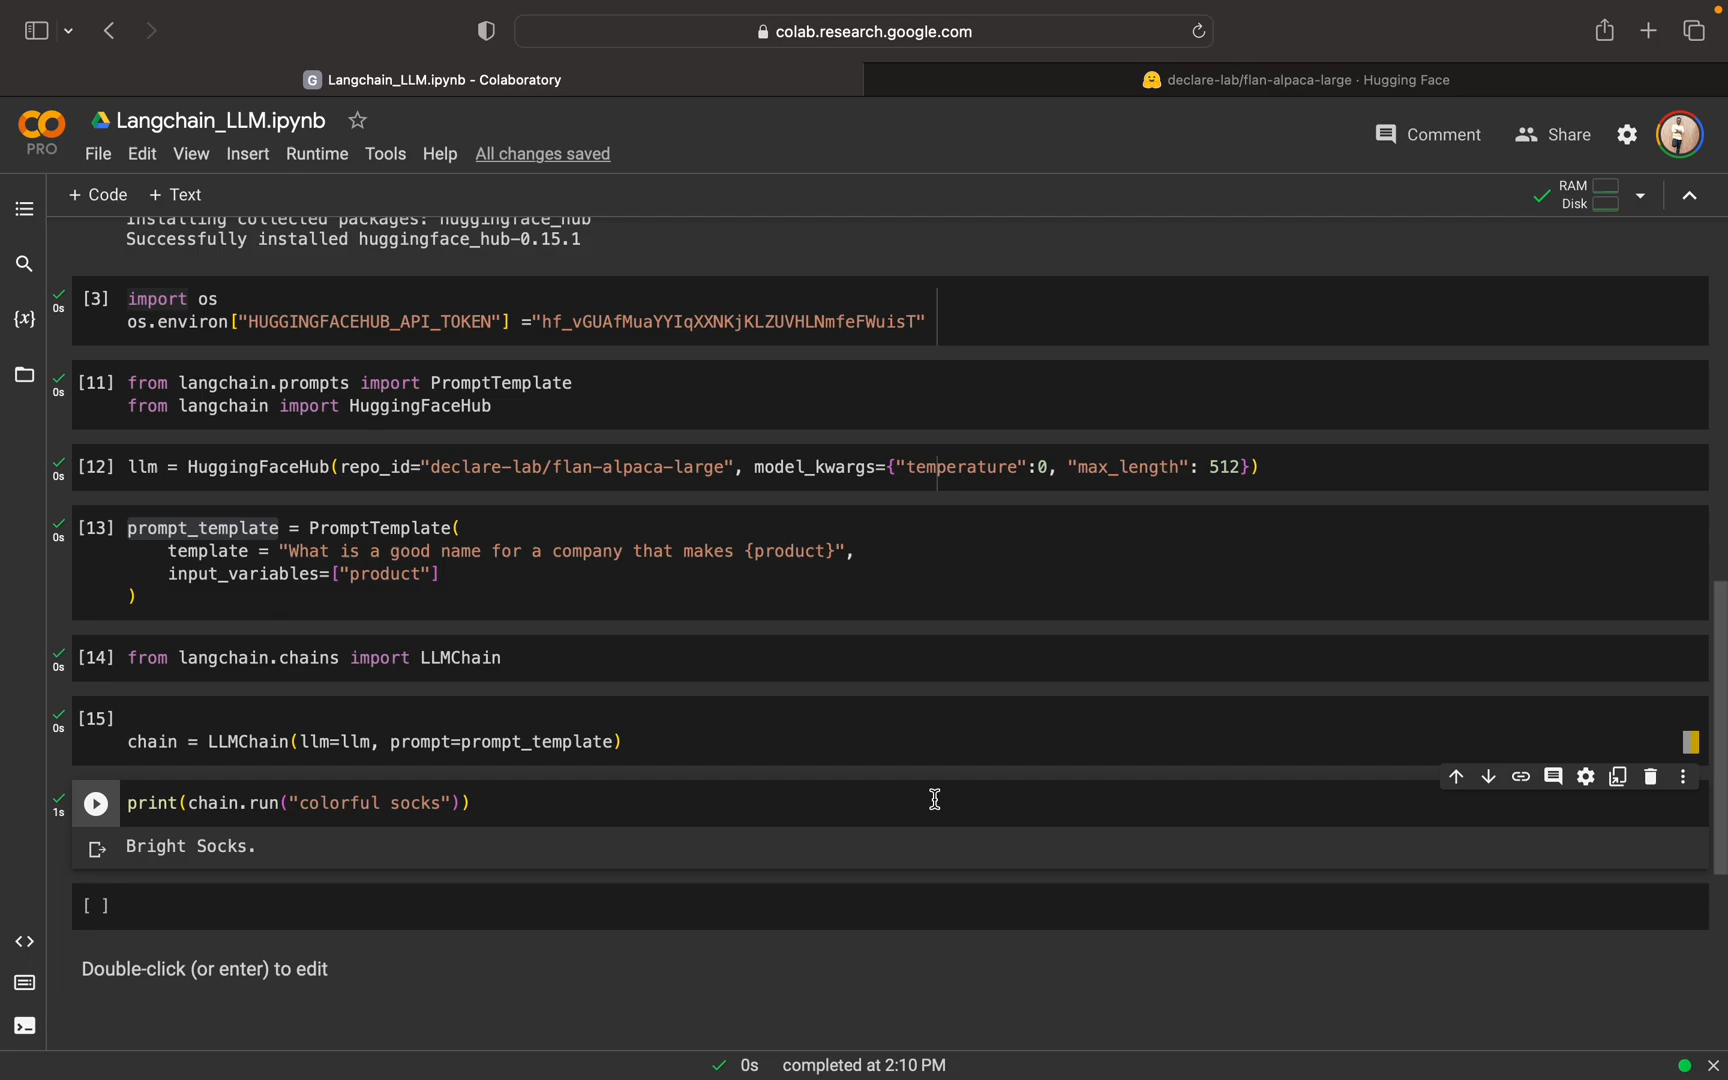 colab.research.google.com
G Langchain_LLM.ipynb - Colaboratory
declare-lab/flan-alpaca-large · Hugging Face
CO
PRO
Langchain_LLM.ipynb
Comment
Share
File Edit View Insert Runtime Tools Help All changes saved
+ Code + Text
RAM
Disk
{x}
Installing collected packages: huggingface_hub
Successfully installed huggingface_hub-0.15.1
[3] import os
0s
os.environ["HUGGINGFACEHUB_API_TOKEN"] ="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"
[11] from langchain.prompts import PromptTemplate
0s
from langchain import HuggingFaceHub
[12] llm = HuggingFaceHub(repo_id="declare-lab/flan-alpaca-large", model_kwargs={"temperature":0, "max_length": 512})
0s
[13] prompt_template = PromptTemplate(
0s
template = "What is a good name for a company that makes {product}",
input_variables=["product"]
)
[14] from langchain.chains import LLMChain
0s
[15]
0s
chain = LLMChain(llm=llm, prompt=prompt_template)
print(chain.run("colorful socks"))
1s
Bright Socks.
[ ]
Double-click (or enter) to edit
0s completed at 2:10 PM